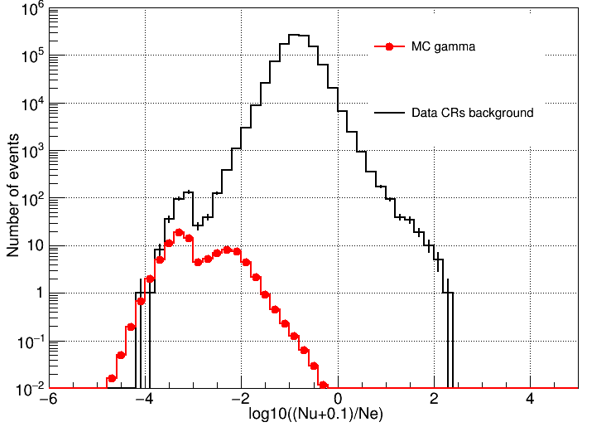 10^6
10^5
10^4
10^3
10^2
10
1
10^−1
10^−2
Number of events
MC gamma
Data CRs background
−6 −4 −2 0 2 4
log10((Nu+0.1)/Ne)